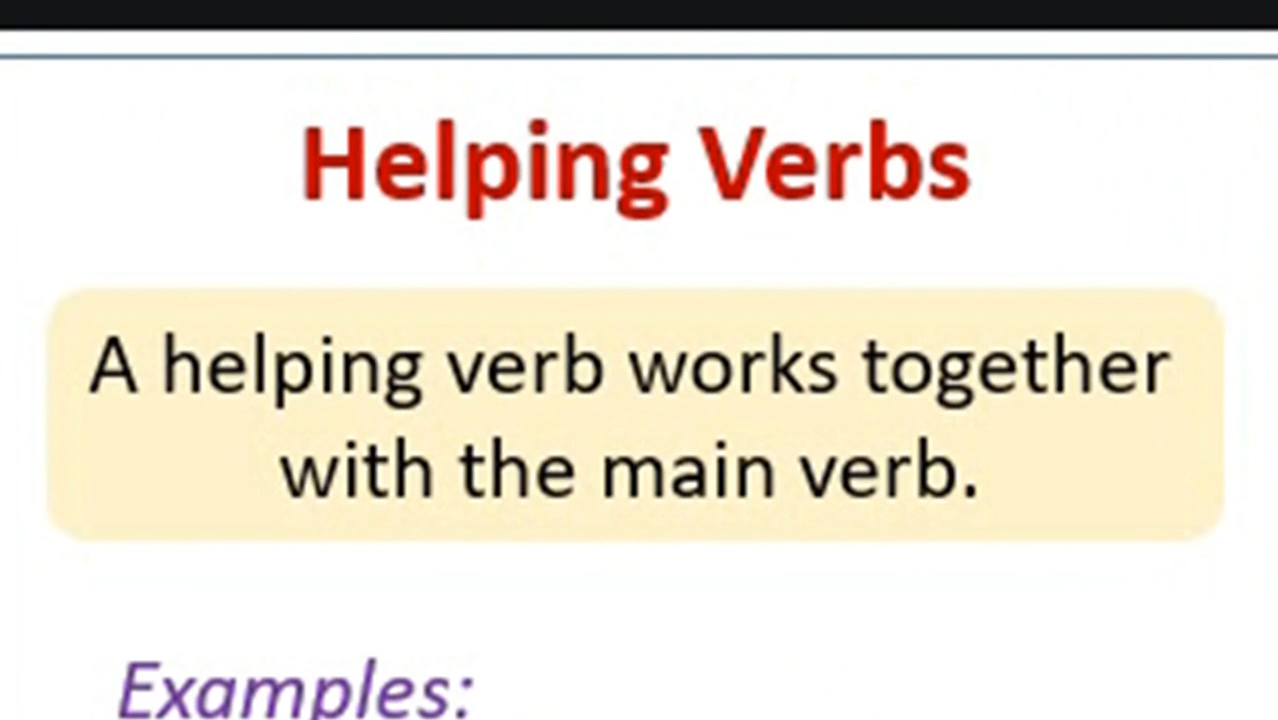 Helping Verbs
A helping verb works together
with the main verb.
Examples: